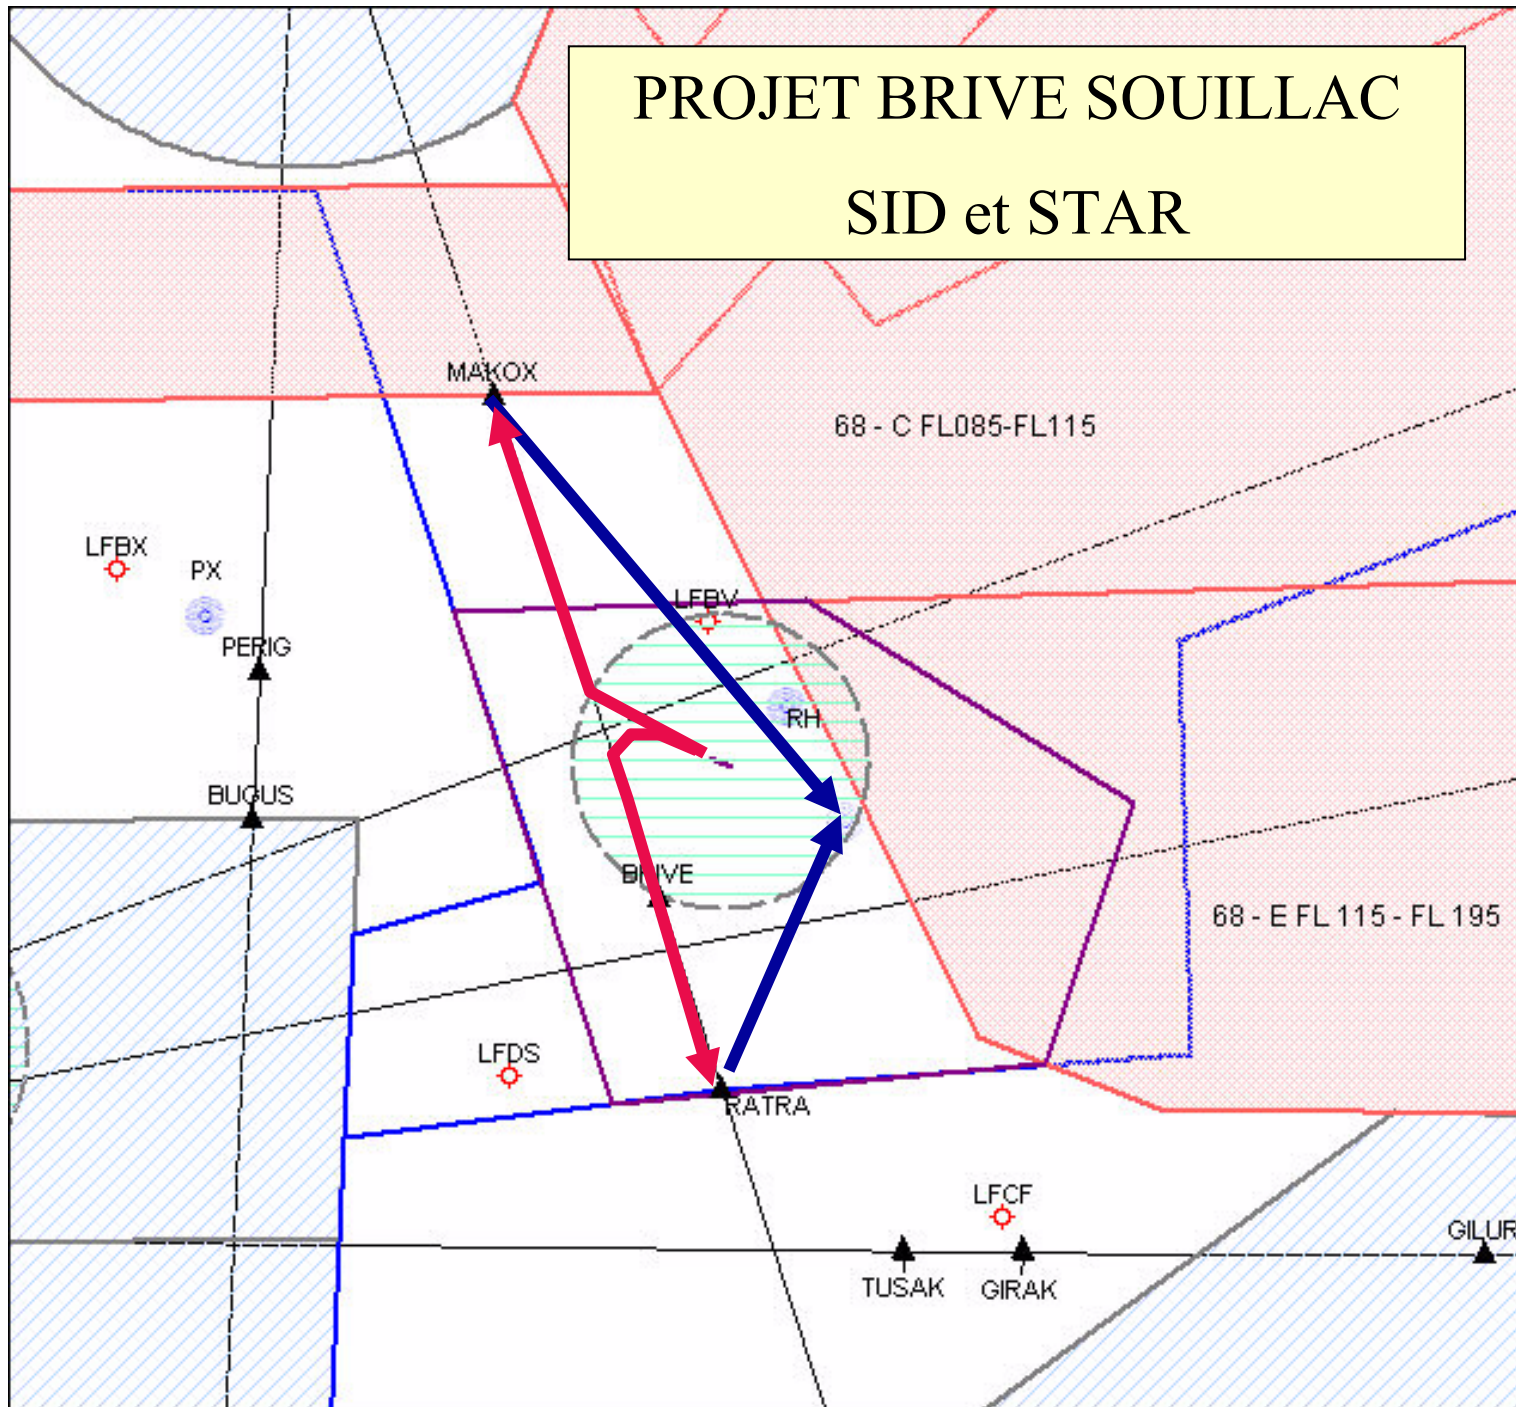 PROJET BRIVE SOUILLAC
SID et STAR
MAKOX
68 - C FL085-FL115
LFBX
PX
LFBV
PERIG
RH
BUGUS
BRIVE
68 - E FL 115 - FL 195
LFDS
RATRA
LFCF
GILUR
TUSAK
GIRAK